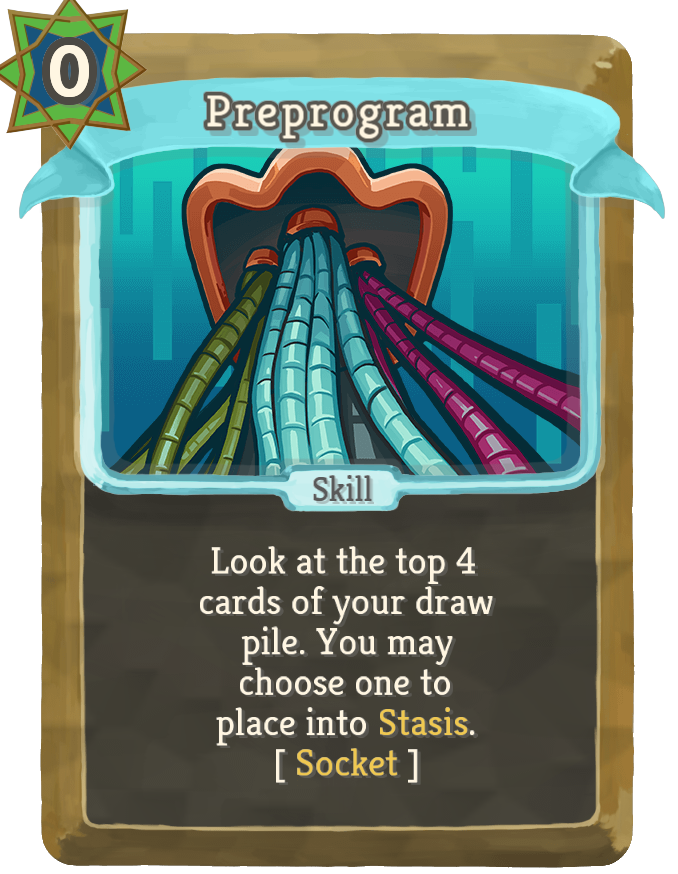 0
Preprogram
Skill
Look at the top 4
cards of your draw
pile. You may
choose one to
place into Stasis.
[ Socket ]